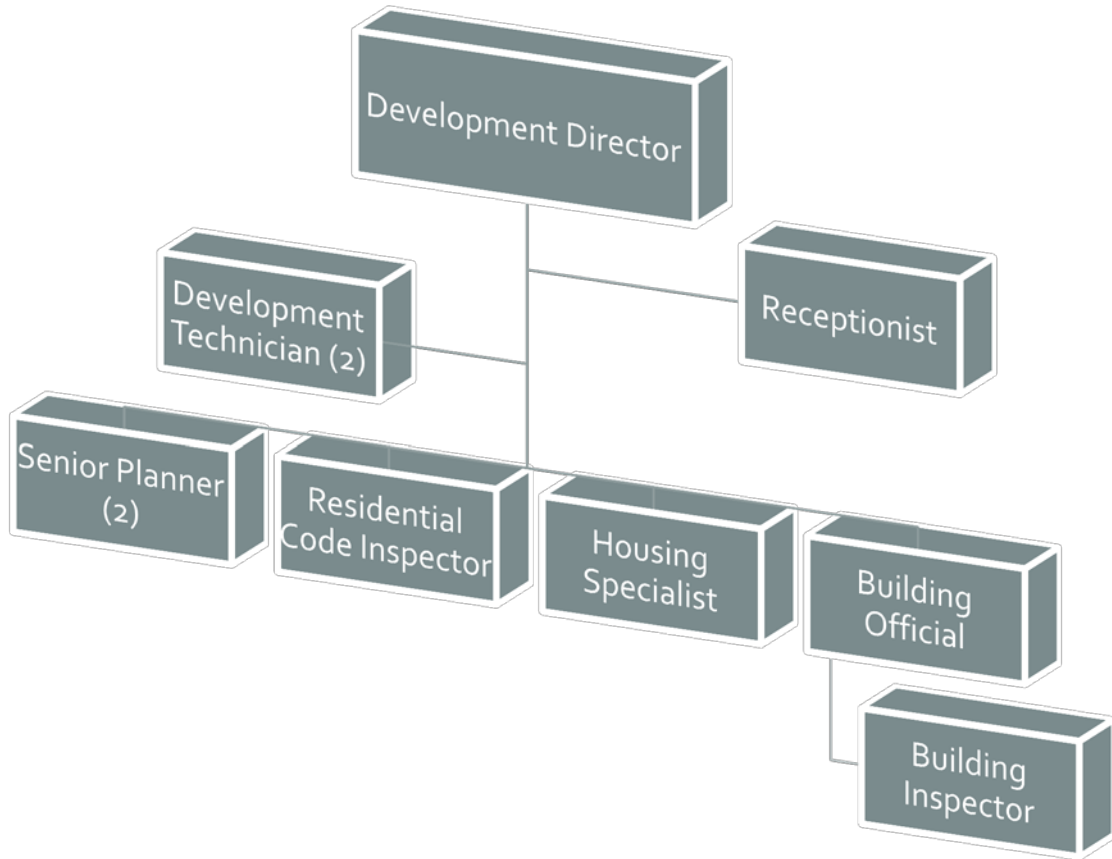 Development Director
Development
Technician (2)
Receptionist
Senior Planner
(2)
Residential
Code Inspector
Housing
Specialist
Building
Official
Building
Inspector